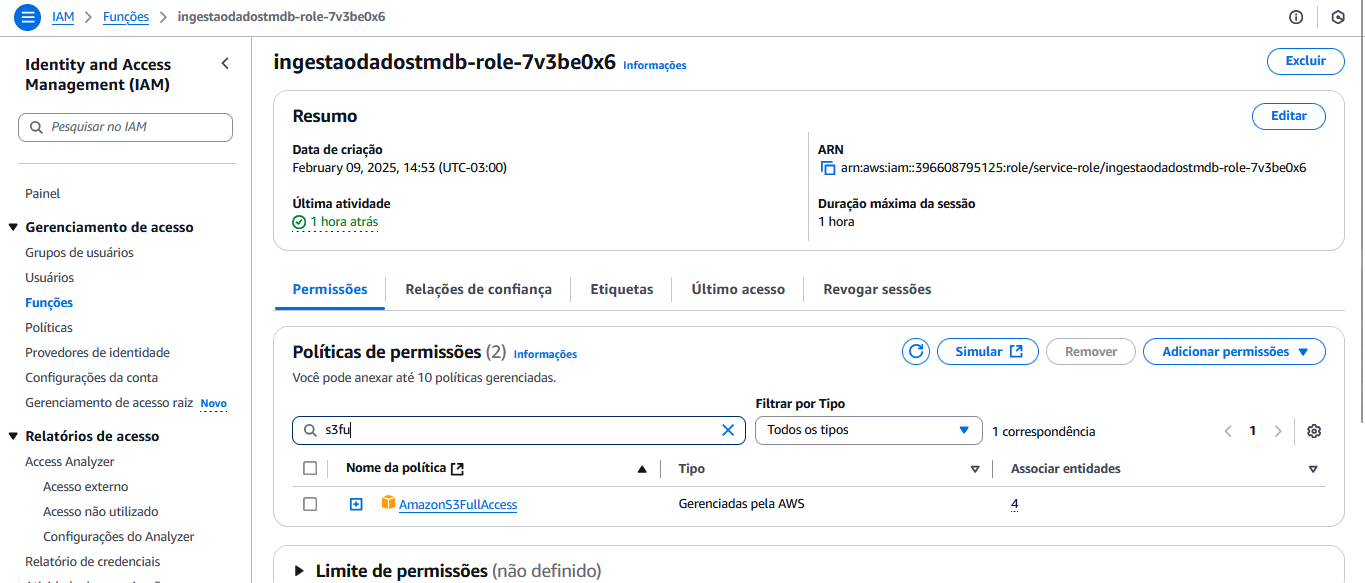 IAM > Funções > ingestaodadostmdb-role-7v3be0x6
Identity and Access
Management (IAM)
Pesquisar no IAM
Painel
Gerenciamento de acesso
Grupos de usuários
Usuários
Funções
Políticas
Provedores de identidade
Configurações da conta
Gerenciamento de acesso raiz Novo
Relatórios de acesso
Access Analyzer
Acesso externo
Acesso não utilizado
Configurações do Analyzer
Relatório de credenciais
ingestaodadostmdb-role-7v3be0x6 Informações
Excluir
Resumo
Editar
Data de criação
February 09, 2025, 14:53 (UTC-03:00)
ARN
arn:aws:iam::396608795125:role/service-role/ingestaodadostmdb-role-7v3be0x6
Última atividade
1 hora atrás
Duração máxima da sessão
1 hora
Permissões
Relações de confiança
Etiquetas
Último acesso
Revogar sessões
Políticas de permissões (2) Informações
Simular
Remover
Adicionar permissões
Você pode anexar até 10 políticas gerenciadas.
Filtrar por Tipo
s3fu
Todos os tipos
1 correspondência
1
Nome da política
Tipo
Associar entidades
AmazonS3FullAccess
Gerenciadas pela AWS
4
Limite de permissões (não definido)